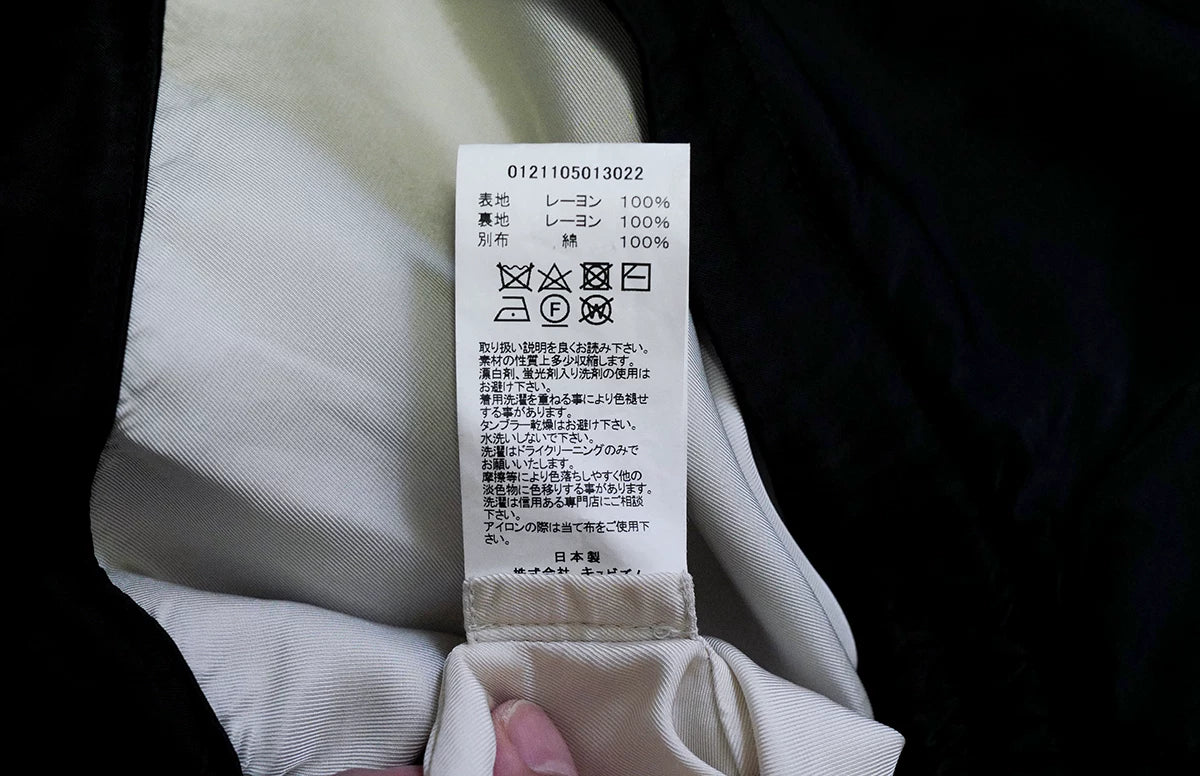 0121105013022
表地 レーヨン 100%
裏地 レーヨン 100%
別布 綿 100%
F
W
取り扱い説明を良くお読み下さい。
素材の性質上多少収縮します。
漂白剤、蛍光剤入り洗剤の使用は
お避け下さい。
着用洗濯を重ねる事により色褪せ
する事があります。
タンブラー乾燥はお避け下さい。
水洗いしないで下さい。
洗濯はドライクリーニングのみで
お願いいたします。
摩擦等により色落ちしやすく他の
淡色物に色移りする事があります。
洗濯は信用ある専門店にご相談
下さい。
アイロンの際は当て布をご使用下
さい。
日本製
株式会社 キュビズム